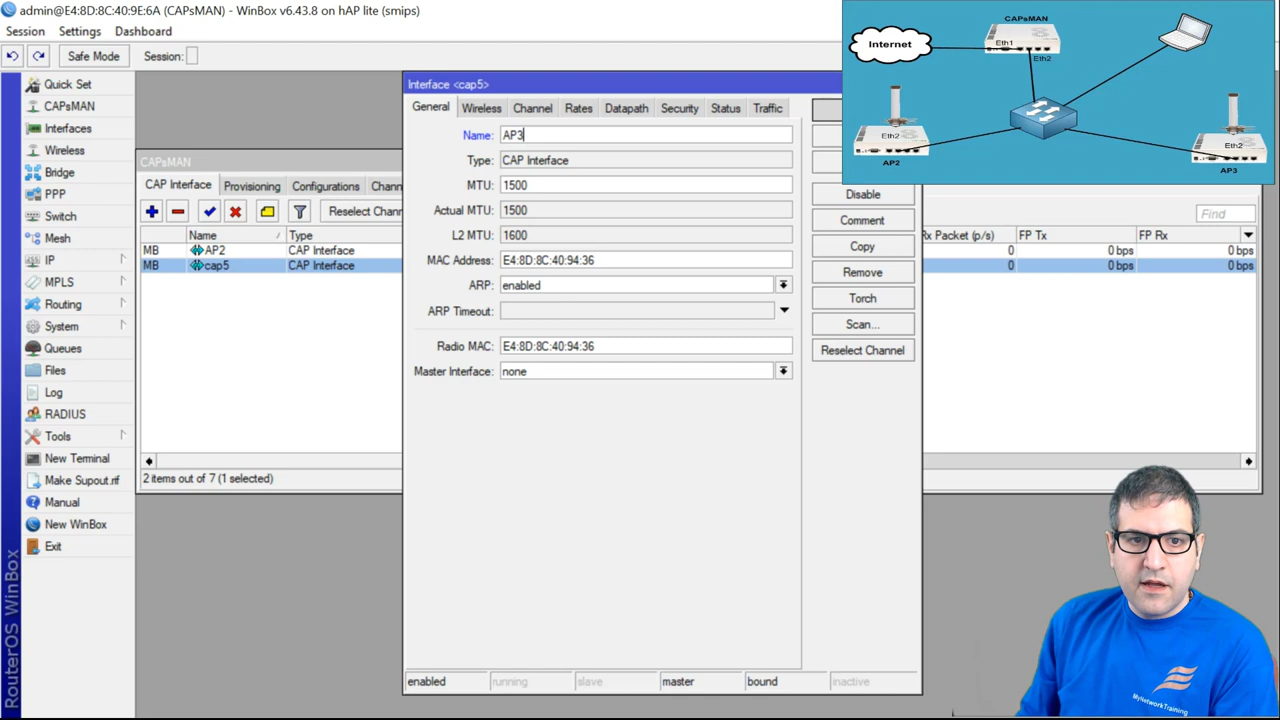 admin@E4:8D:8C:40:9E:6A (CAPsMAN) - WinBox v6.43.8 on hAP lite (smips)
Session Settings Dashboard
Safe Mode Session:
Quick Set
CAPsMAN
Interfaces
Wireless
Bridge
PPP
Switch
Mesh
IP
MPLS
Routing
System
Queues
Files
Log
RADIUS
Tools
New Terminal
Make Supout.rif
Manual
New WinBox
Exit
RouterOS WinBox
CAPsMAN
CAP Interface Provisioning Configurations
Reselect
Name Type
MB AP2 CAP Interface
MB cap5 CAP Interface
2 items out of 7 (1 selected)
Interface <cap5>
General Wireless Channel Rates Datapath Security Status Traffic
Name: AP3
Type: CAP Interface
MTU: 1500
Actual MTU: 1500
L2 MTU: 1600
MAC Address: E4:8D:8C:40:94:36
ARP: enabled
ARP Timeout:
Radio MAC: E4:8D:8C:40:94:36
Master Interface: none
enabled running slave master bound inactive
Disable
Comment
Copy
Remove
Torch
Scan...
Reselect Channel
Find
Packet (p/s) FP Tx FP Rx
0 0 bps 0 bps
0 0 bps 0 bps
CAPsMAN
Internet
Eth1
Eth2
Eth2
AP2
Eth2
AP3
MyNetworkTraining